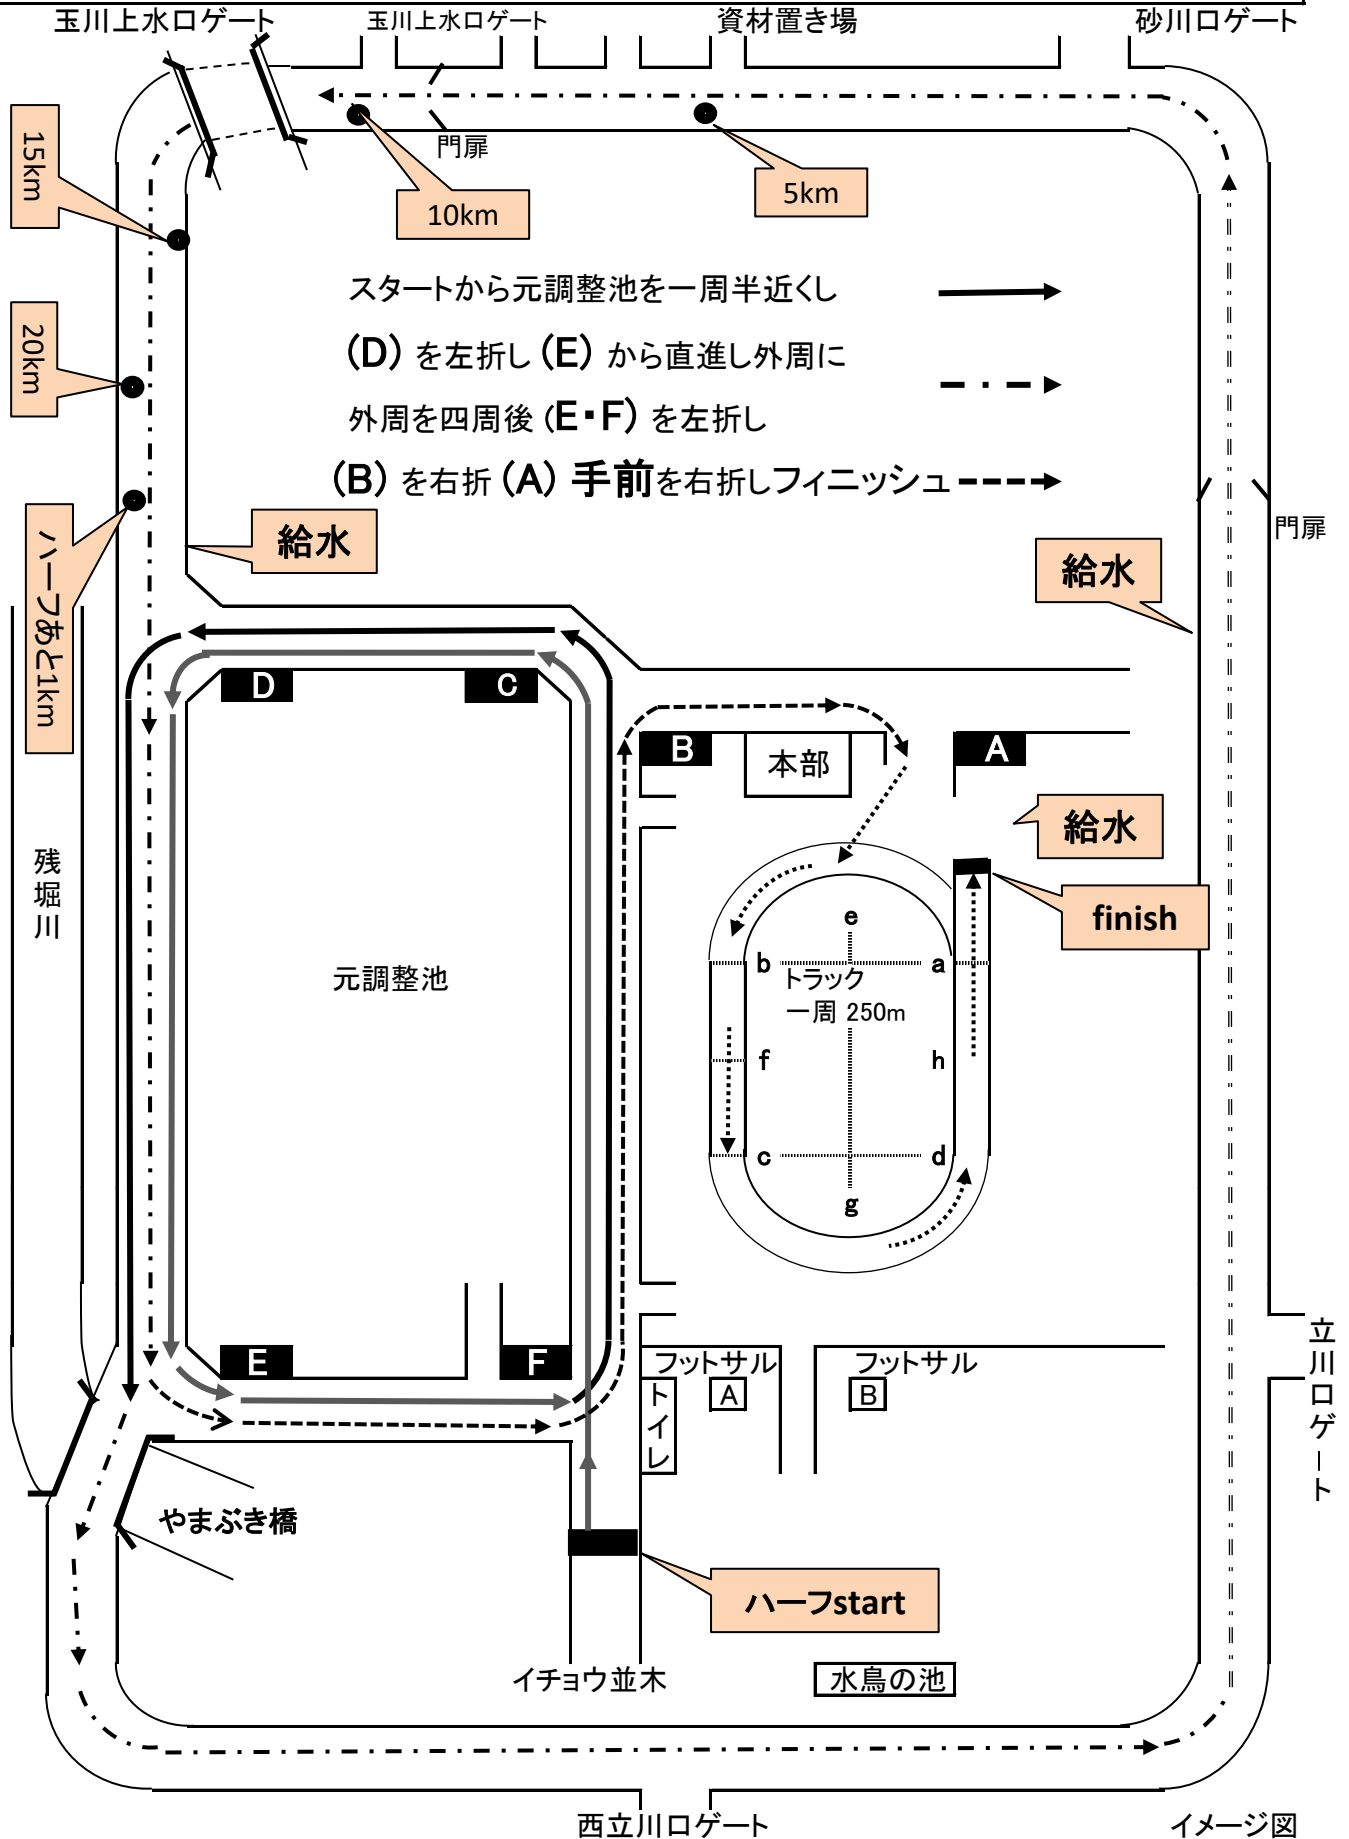 玉川上水口ゲート
玉川上水口ゲート
資材置き場
砂川口ゲート
門扉
15km
10km
5km
スタートから元調整池を一周半近くし
(D) を左折し (E) から直進し外周に
外周を四周後 (E・F) を左折し
(B) を右折 (A) 手前を右折しフィニッシュ
20km
ハーフあと1km
給水
門扉
給水
D
C
B
本部
A
給水
残堀川
finish
元調整池
e
b
a
トラック
一周 250m
f
h
c
d
g
E
F
フットサル
A
フットサル
B
トイレ
立川口ゲート
やまぶき橋
ハーフstart
イチョウ並木
水鳥の池
西立川口ゲート
イメージ図